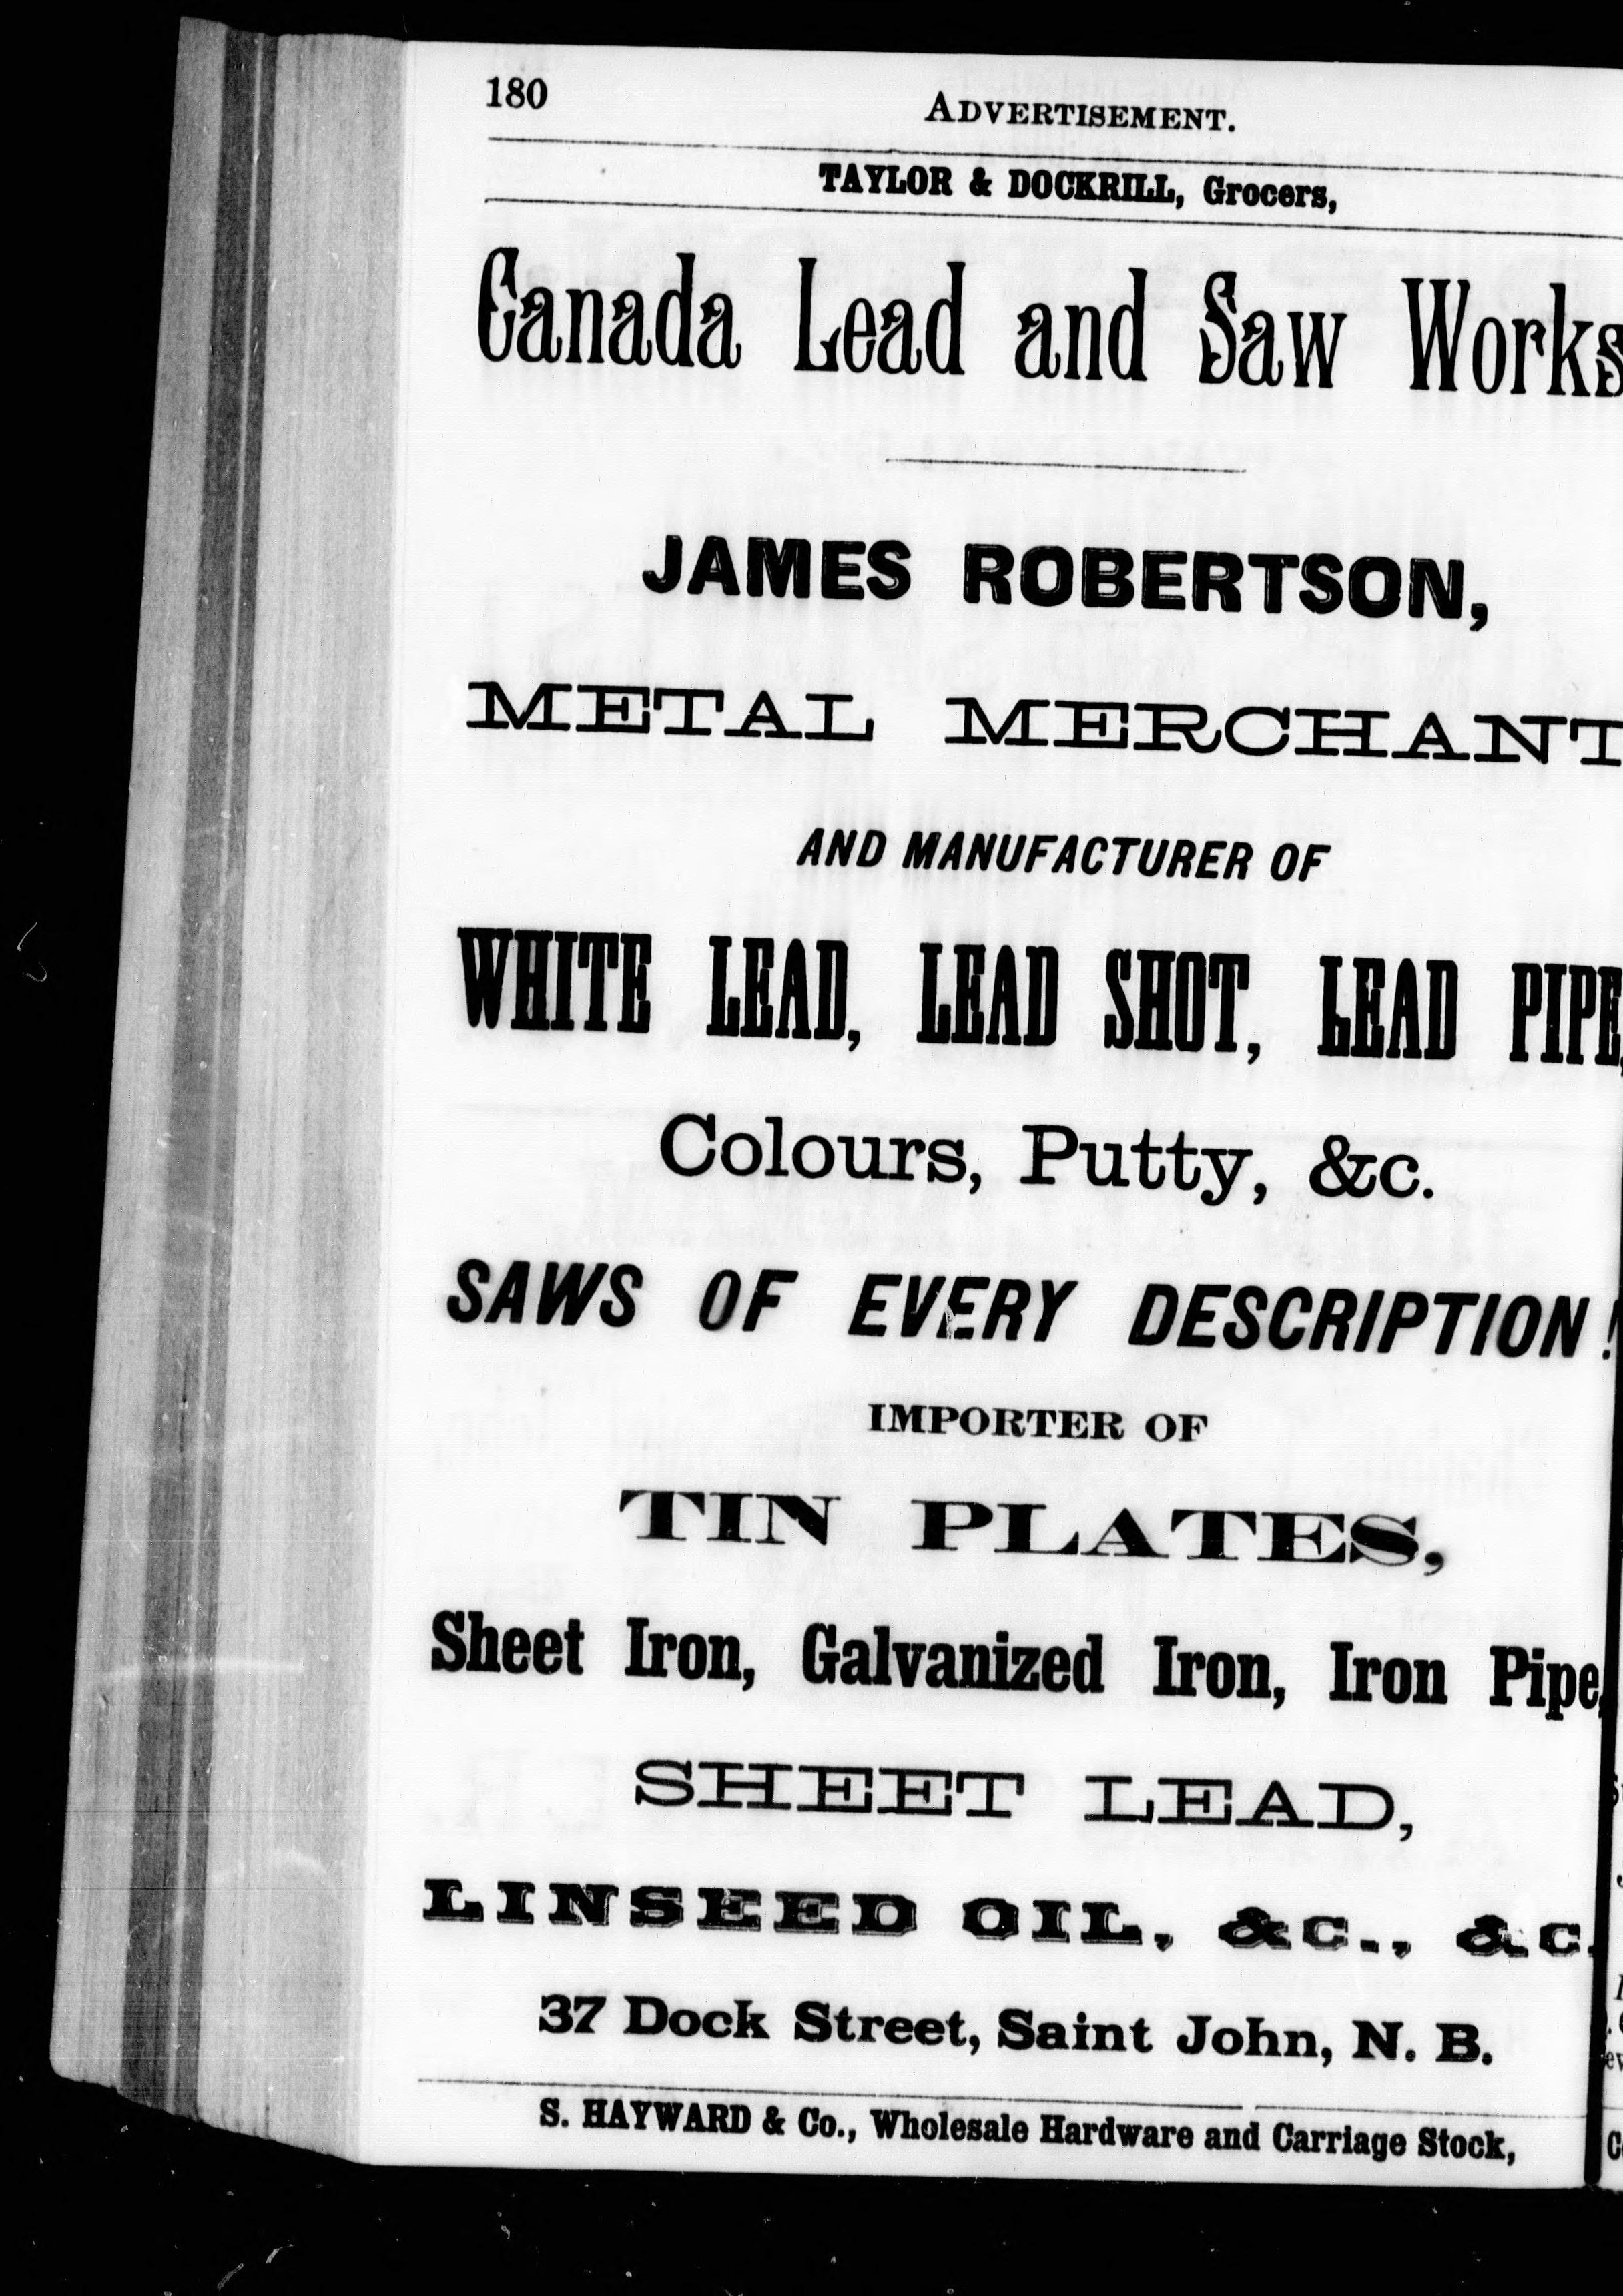 180
ADVERTISEMENT.
TAYLOR & DOCKRILL, Grocers,
Canada Lead and Saw Works
JAMES ROBERTSON,
METAL MERCHANT
AND MANUFACTURER OF
WHITE LEAD, LEAD SHOT, LEAD PIPE,
Colours, Putty, &c.
SAWS OF EVERY DESCRIPTION!
IMPORTER OF
TIN PLATES,
Sheet Iron, Galvanized Iron, Iron Pipe,
SHEET LEAD,
LINSEED OIL, &c., &c.
37 Dock Street, Saint John, N. B.
S. HAYWARD & Co., Wholesale Hardware and Carriage Stock,